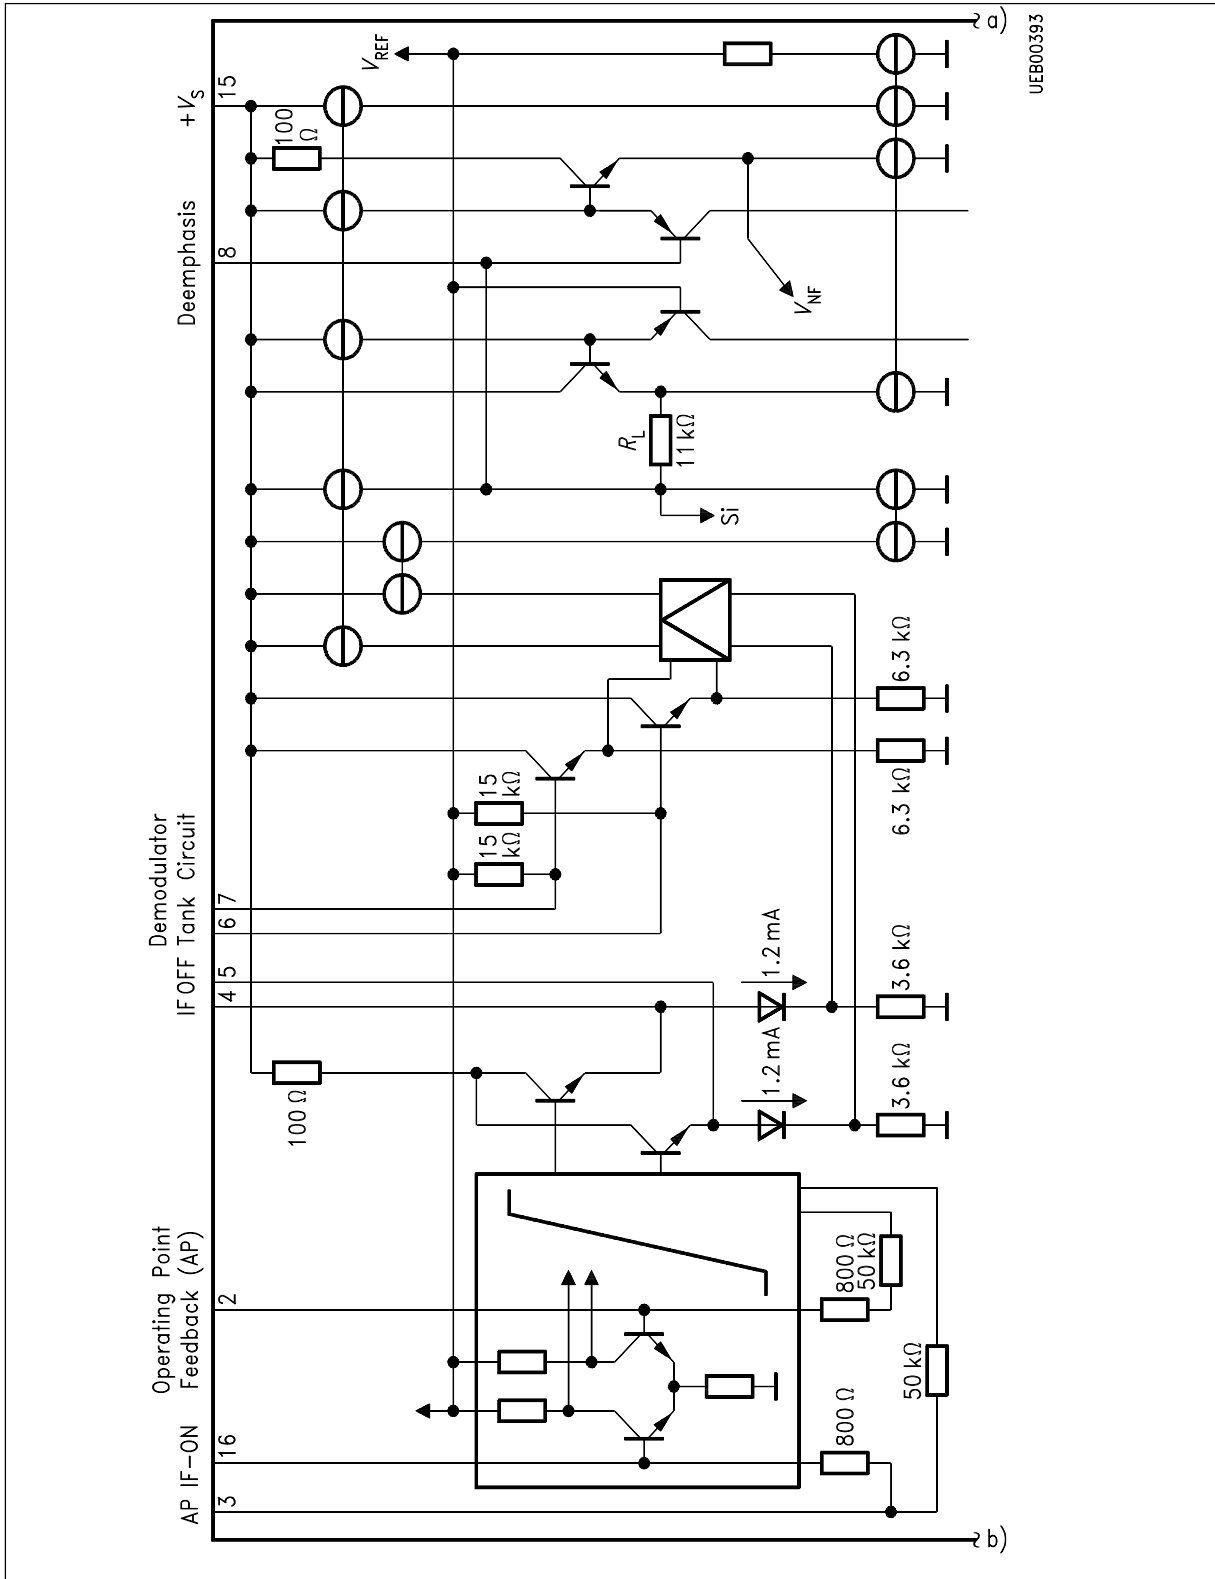 AP IF-ON
Operating Point
Feedback (AP)
Demodulator
IF OFF Tank Circuit
Deemphasis
+VS
3
16
2
4
5
6
7
8
15
100 Ω
15
kΩ
15
kΩ
100
Ω
VREF
RL
11 kΩ
Si
VNF
1.2 mA
1.2 mA
800 Ω
800 Ω
50 kΩ
50 kΩ
3.6 kΩ
3.6 kΩ
6.3 kΩ
6.3 kΩ
b)
a)
UEB00393